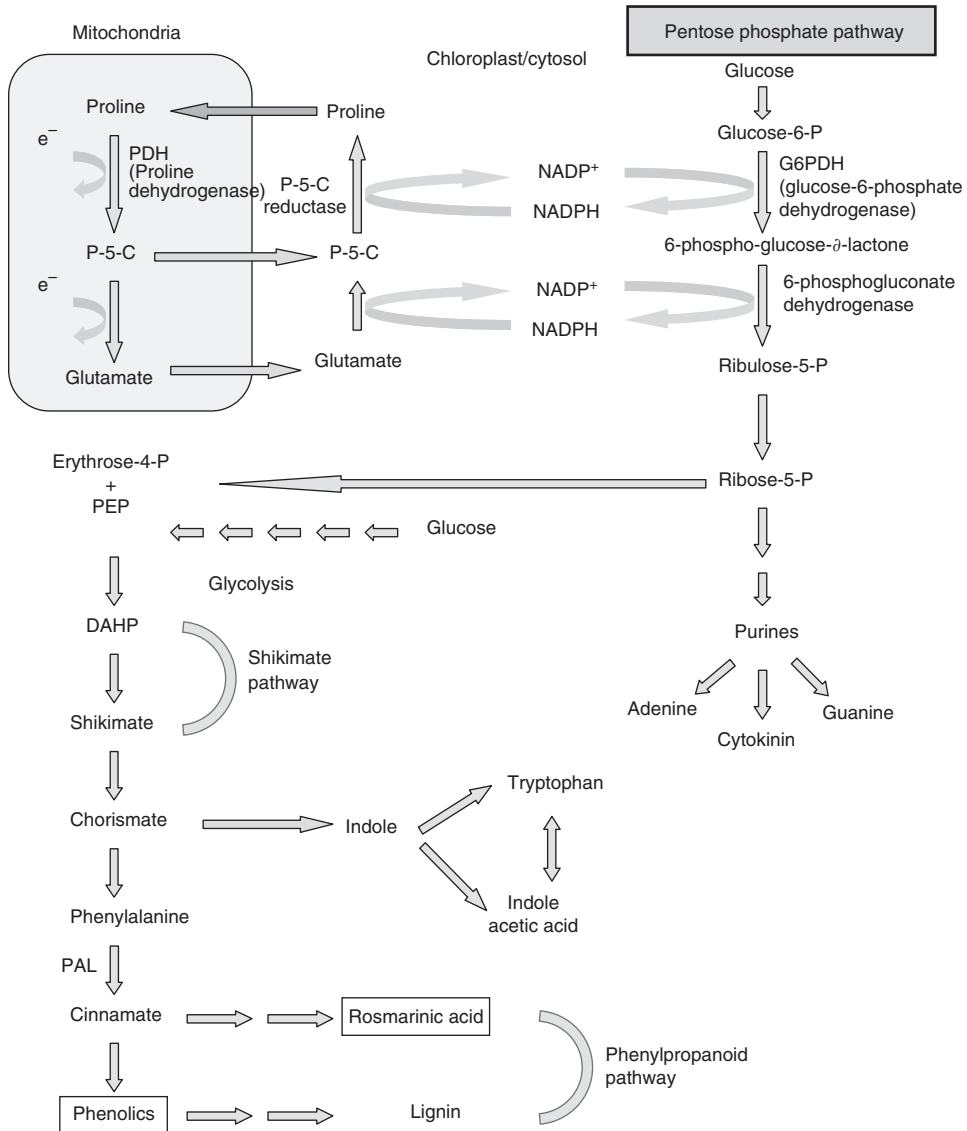 Mitochondria
Pentose phosphate pathway
Chloroplast/cytosol
Glucose
Proline
Proline
e⁻
PDH
(Proline
dehydrogenase)
P-5-C
reductase
NADP⁺
NADPH
Glucose-6-P
G6PDH
(glucose-6-phosphate
dehydrogenase)
P-5-C
P-5-C
6-phospho-glucose-∂-lactone
e⁻
NADP⁺
NADPH
6-phosphogluconate
dehydrogenase
Glutamate
Glutamate
Ribulose-5-P
Erythrose-4-P
+
PEP
Ribose-5-P
Glucose
Glycolysis
DAHP
Shikimate
pathway
Shikimate
Purines
Adenine
Cytokinin
Guanine
Chorismate
Indole
Tryptophan
Indole
acetic acid
Phenylalanine
PAL
Cinnamate
Rosmarinic acid
Phenylpropanoid
pathway
Phenolics
Lignin